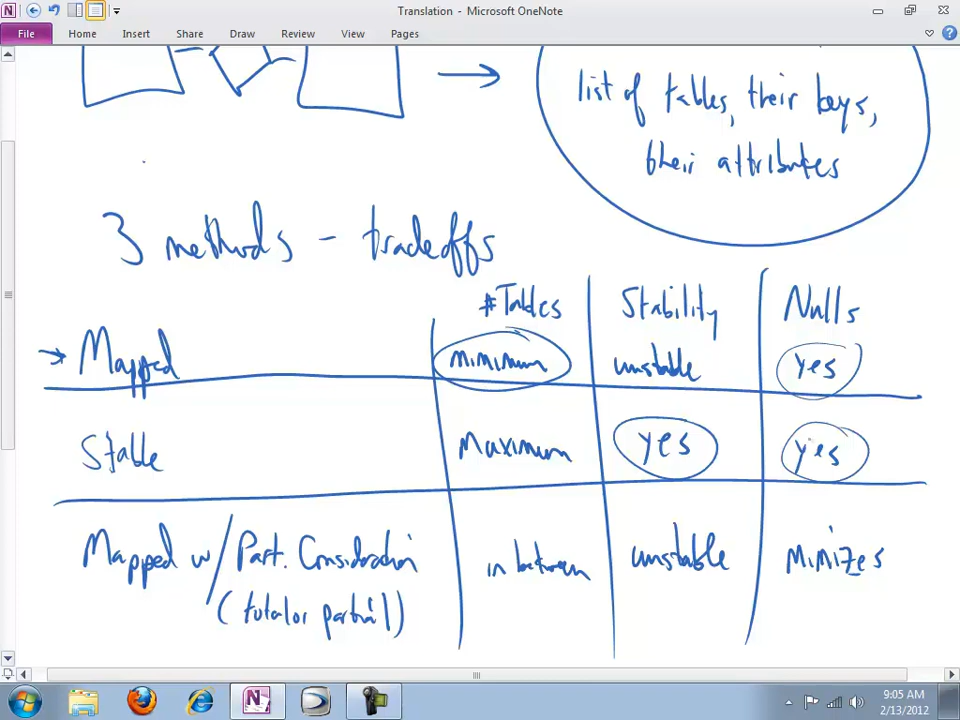 Translation - Microsoft OneNote
File Home Insert Share Draw Review View Pages
list of tables, their keys,
their attributes
3 methods - tradeoffs
#Tables Stability Nulls
→ Mapped minimum unstable yes
Stable Maximum yes yes
Mapped w/ Part. Consideration in between unstable Minimizes
(total or partial)
9:05 AM
2/13/2012